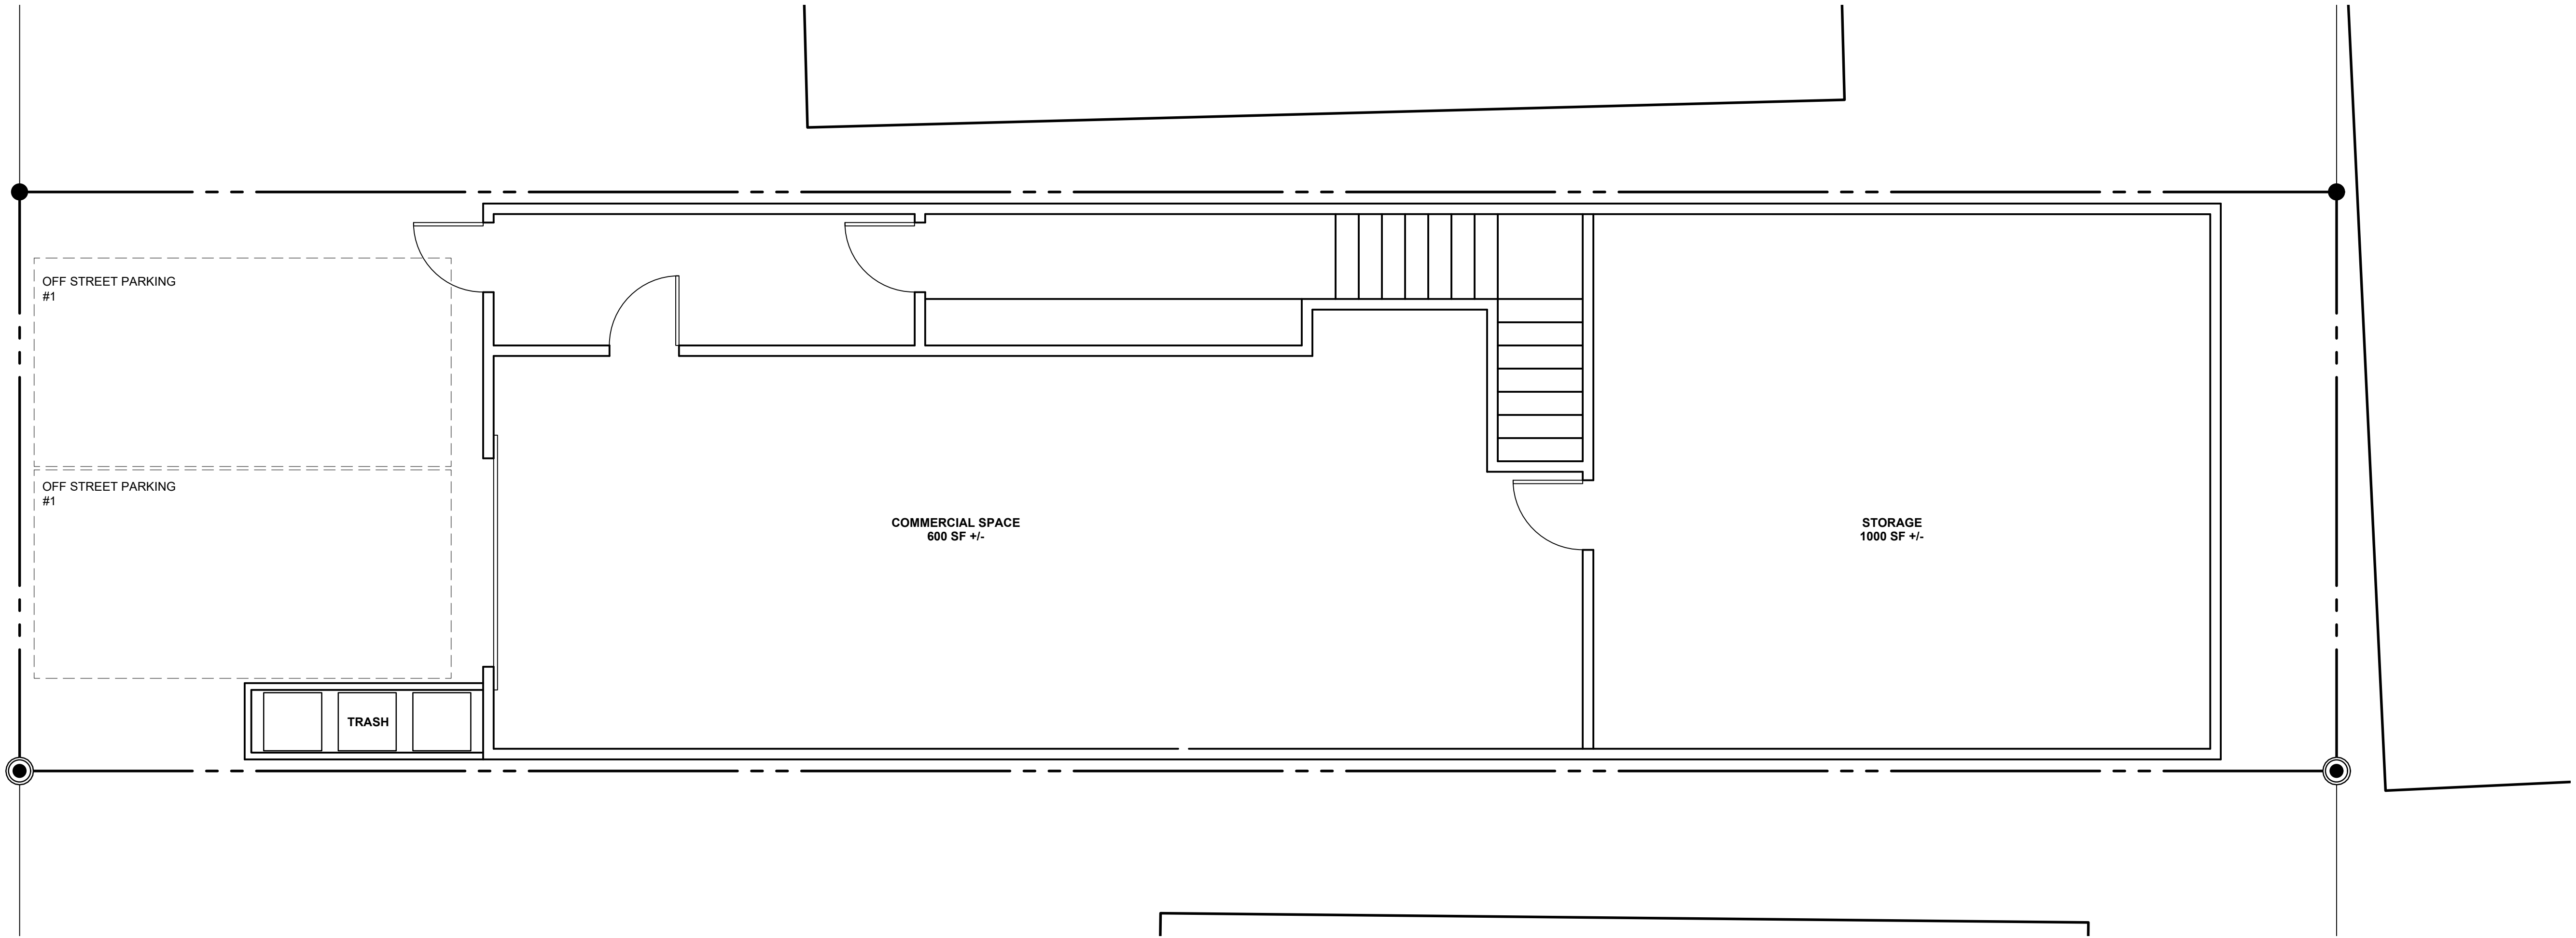 OFF STREET PARKING
#1
OFF STREET PARKING
#1
COMMERCIAL SPACE
600 SF +/-
STORAGE
1000 SF +/-
TRASH